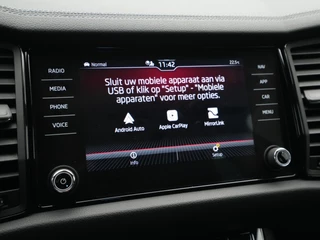 Normal
11:42
22.5°C
RADIO
MEDIA
PHONE
VOICE
NAV
APP
CAR
MENU
Sluit uw mobiele apparaat aan via
USB of klik op "Setup" - "Mobiele
apparaten" voor meer opties.
Android Auto
Apple CarPlay
MirrorLink
Info
Setup